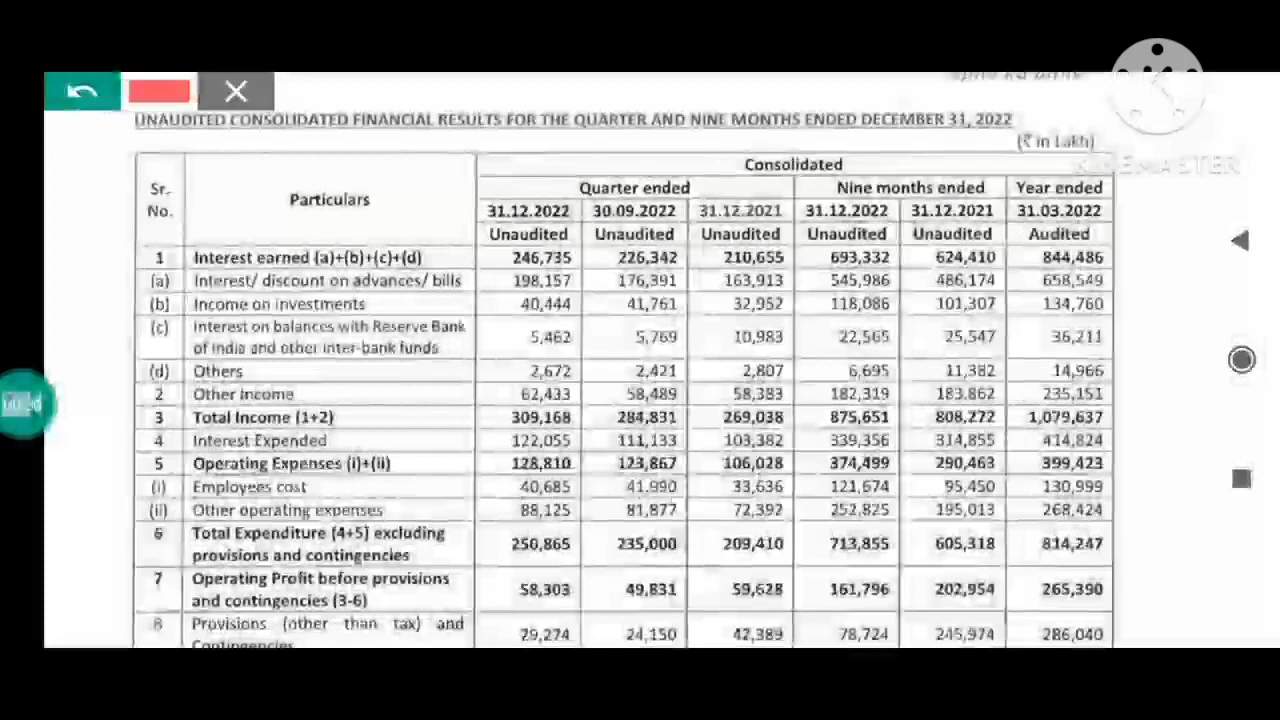 UNAUDITED CONSOLIDATED FINANCIAL RESULTS FOR THE QUARTER AND NINE MONTHS ENDED DECEMBER 31, 2022
(₹ in Lakh)
KINEMASTER
Sr. No. Particulars Consolidated
Quarter ended Nine months ended Year ended
31.12.2022 30.09.2022 31.12.2021 31.12.2022 31.12.2021 31.03.2022
Unaudited Unaudited Unaudited Unaudited Unaudited Audited
1 Interest earned (a)+(b)+(c)+(d) 246,735 226,342 210,655 693,332 624,410 844,486
(a) Interest/ discount on advances/ bills 198,157 176,391 163,913 545,986 486,174 658,549
(b) Income on investments 40,444 41,761 32,952 118,086 101,307 134,760
(c) Interest on balances with Reserve Bank
of India and other inter-bank funds 5,462 5,769 10,983 22,565 25,547 36,211
(d) Others 2,672 2,421 2,807 6,695 11,382 14,966
2 Other Income 62,433 58,489 58,383 182,319 183,862 235,151
3 Total Income (1+2) 309,168 284,831 269,038 875,651 808,272 1,079,637
4 Interest Expended 122,055 111,133 103,382 339,356 314,855 414,824
5 Operating Expenses (i)+(ii) 128,810 123,867 106,028 374,499 290,463 399,423
(i) Employees cost 40,685 41,990 33,636 121,674 95,450 130,999
(ii) Other operating expenses 88,125 81,877 72,392 252,825 195,013 268,424
6 Total Expenditure (4+5) excluding
provisions and contingencies 250,865 235,000 209,410 713,855 605,318 814,247
7 Operating Profit before provisions
and contingencies (3-6) 58,303 49,831 59,628 161,796 202,954 265,390
8 Provisions (other than tax) and
Contingencies 29,274 24,150 42,389 78,724 245,974 286,040